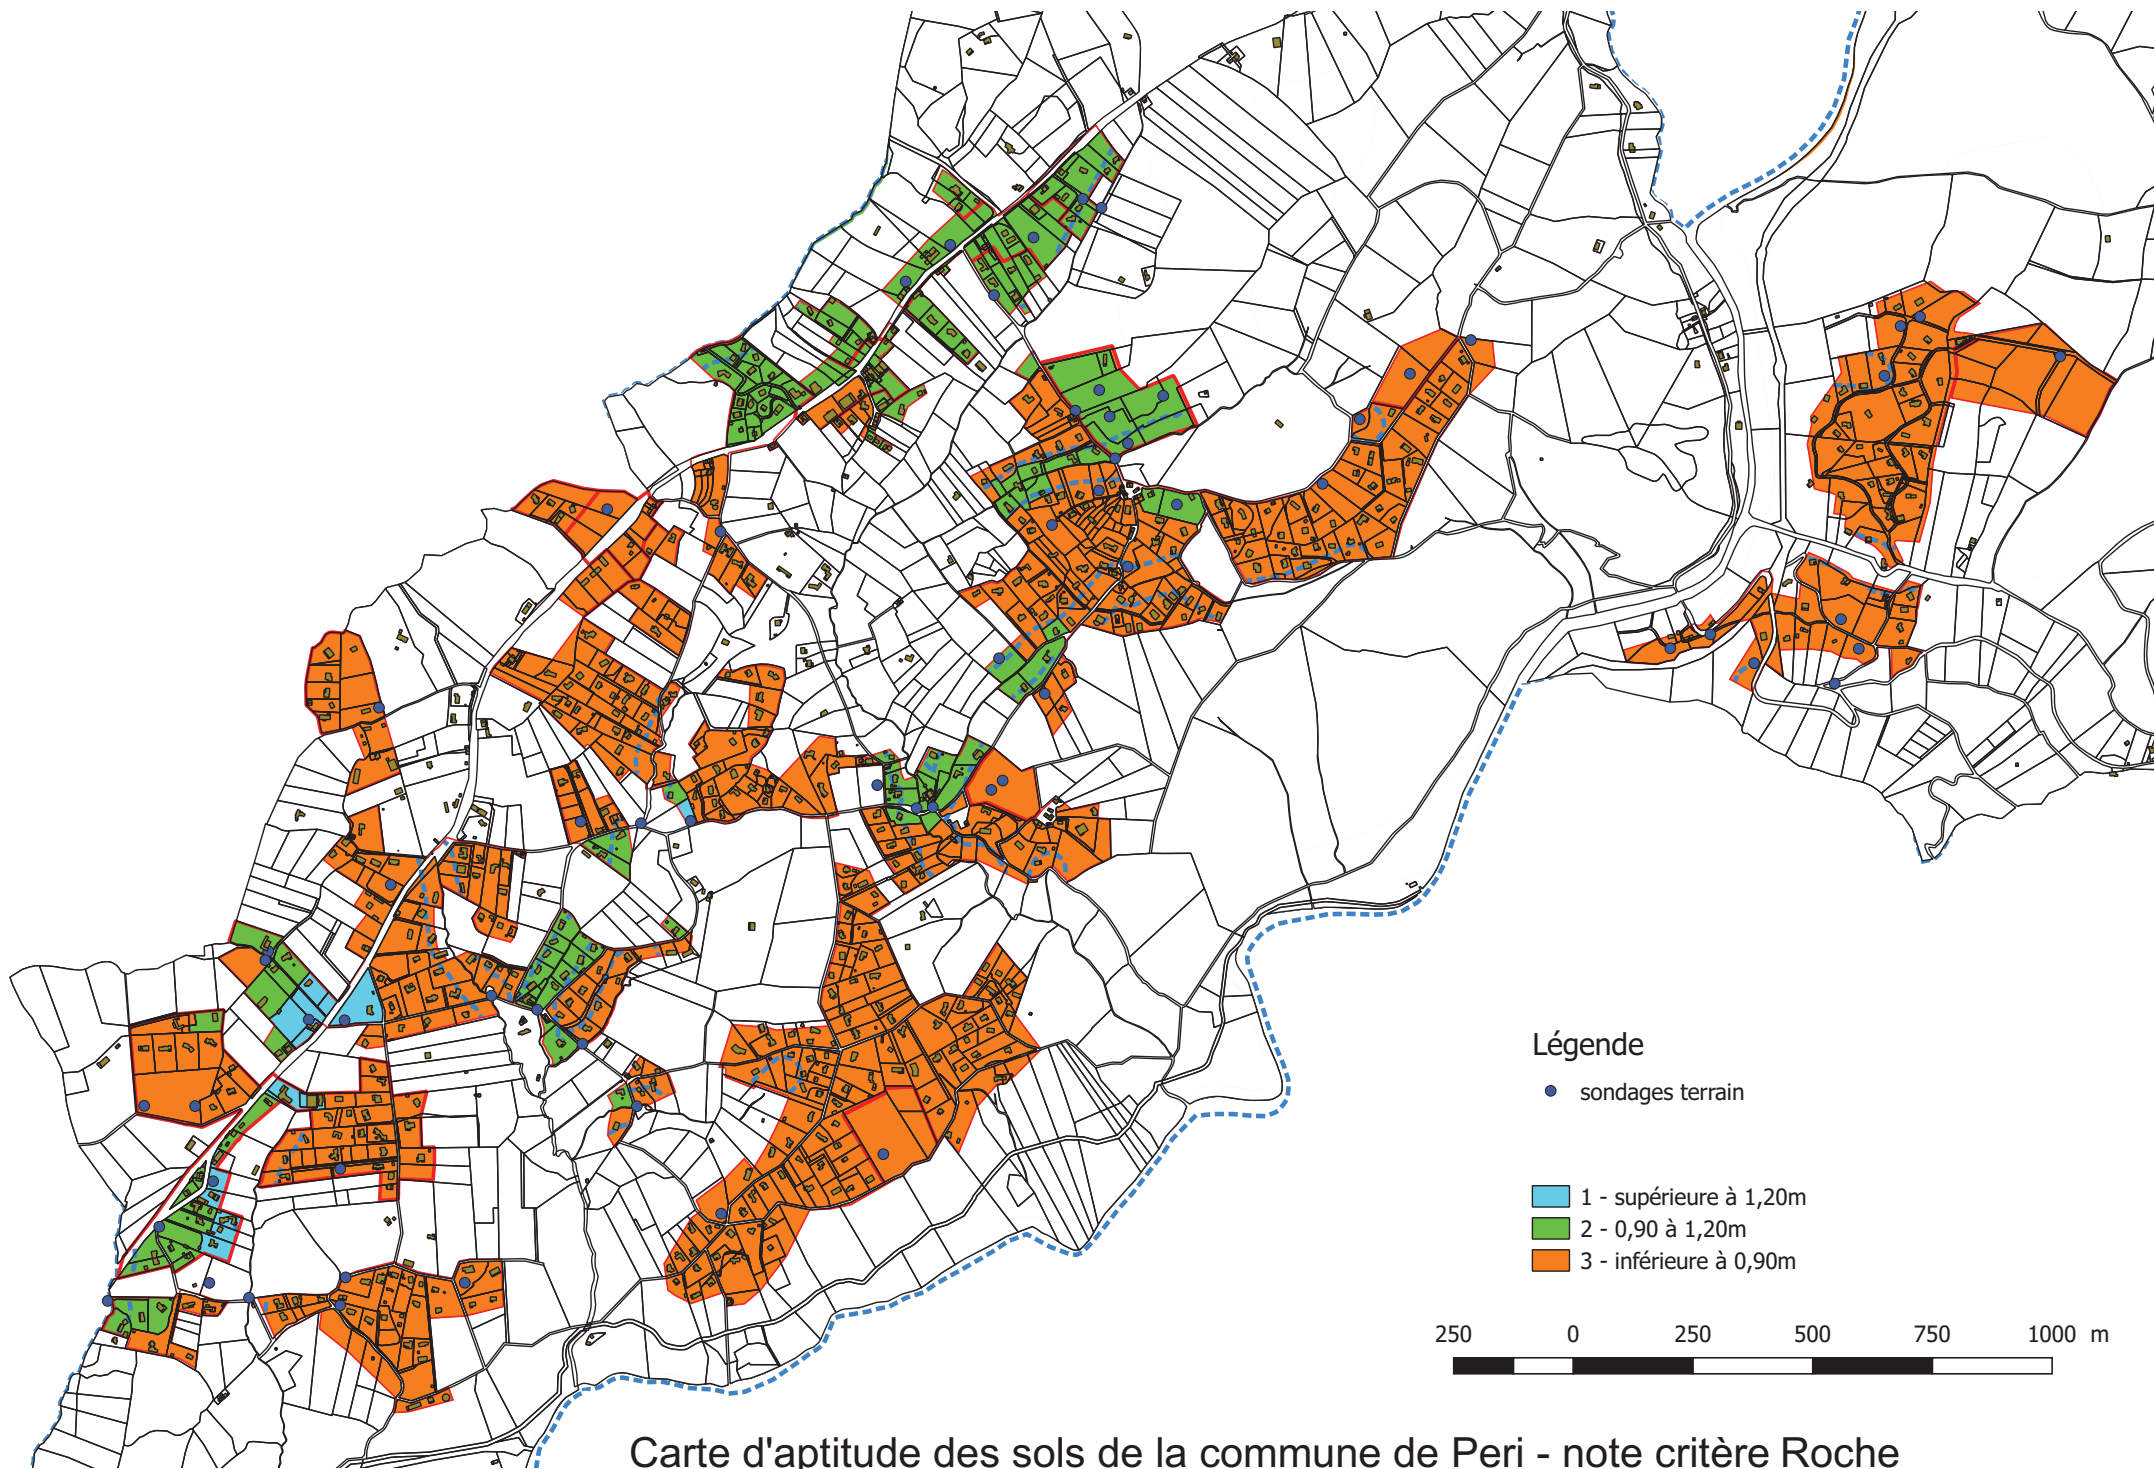 Légende
sondages terrain
1 - supérieure à 1,20m
2 - 0,90 à 1,20m
3 - inférieure à 0,90m
250 0 250 500 750 1000 m
Carte d'aptitude des sols de la commune de Peri - note critère Roche